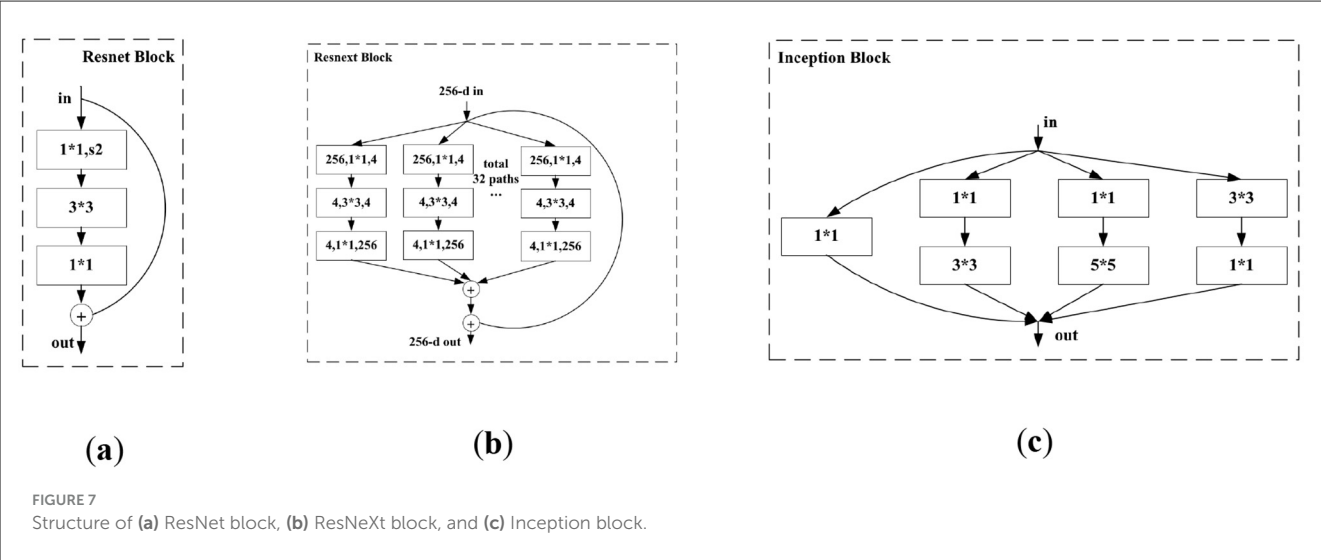 Resnet Block
in
1*1,s2
3*3
1*1
+
out
(a)
Resnext Block
256-d in
256,1*1,4
256,1*1,4
total
32 paths
...
256,1*1,4
4,3*3,4
4,3*3,4
4,3*3,4
4,1*1,256
4,1*1,256
4,1*1,256
+
+
256-d out
(b)
Inception Block
in
1*1
1*1
3*3
1*1
3*3
5*5
1*1
out
(c)
FIGURE 7
Structure of (a) ResNet block, (b) ResNeXt block, and (c) Inception block.